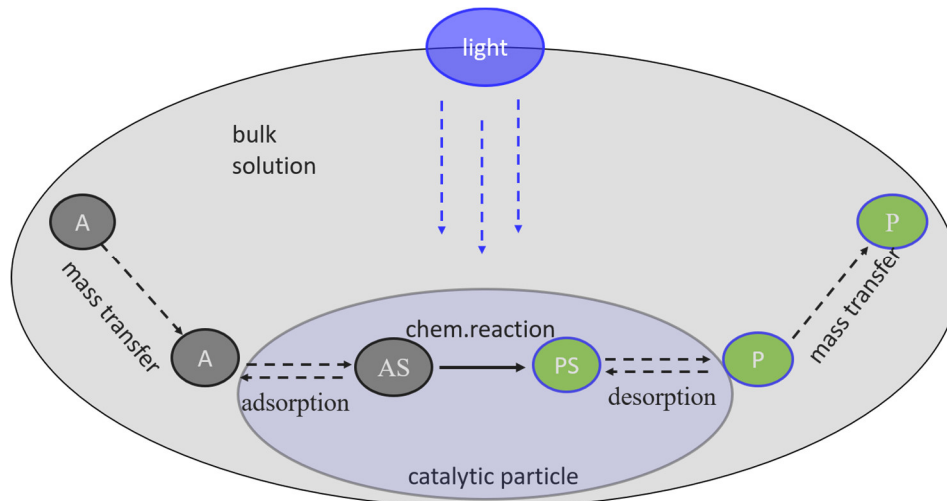 light
bulk
solution
A
P
mass transfer
mass transfer
chem.reaction
A
AS
PS
P
adsorption
desorption
catalytic particle